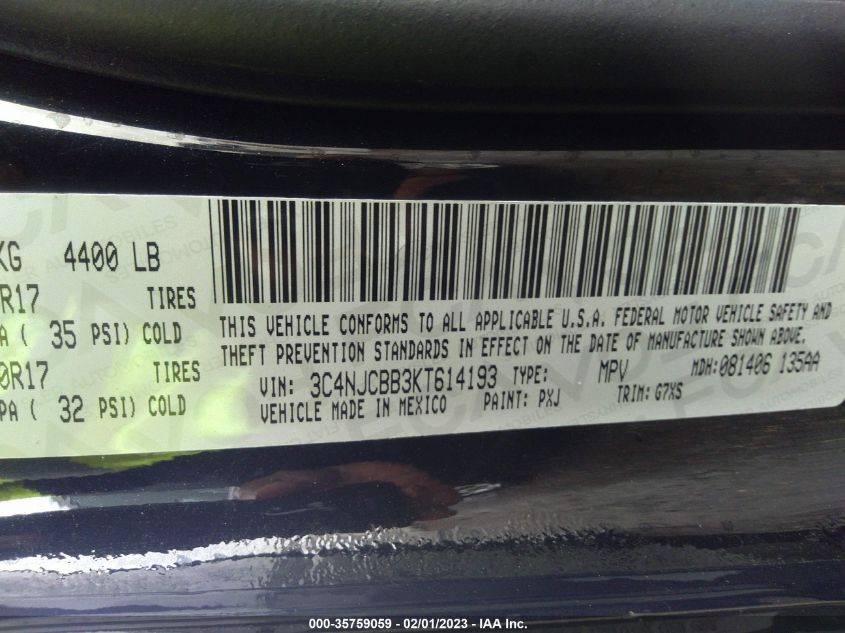 KG 4400 LB
R17 TIRES
A ( 35 PSI) COLD
0R17 TIRES
PA ( 32 PSI) COLD
THIS VEHICLE CONFORMS TO ALL APPLICABLE U.S.A. FEDERAL MOTOR VEHICLE SAFETY AND
THEFT PREVENTION STANDARDS IN EFFECT ON THE DATE OF MANUFACTURE SHOWN ABOVE.
VIN: 3C4NJCBB3KT614193 TYPE: MPV MDH: 081406 135AA
VEHICLE MADE IN MEXICO PAINT: PXJ TRIM: G7XS
000-35759059 - 02/01/2023 - IAA Inc.